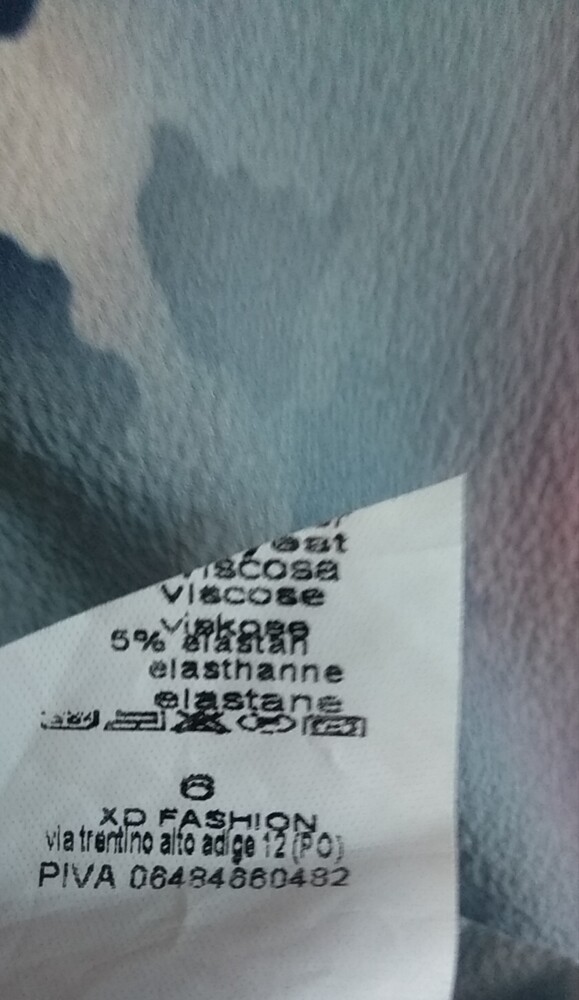 viscosa
viscose
viskose
5% elastan
elasthanne
elastane
6
XD FASHION
via trentino alto adige 12 (PO)
PIVA 06484660482